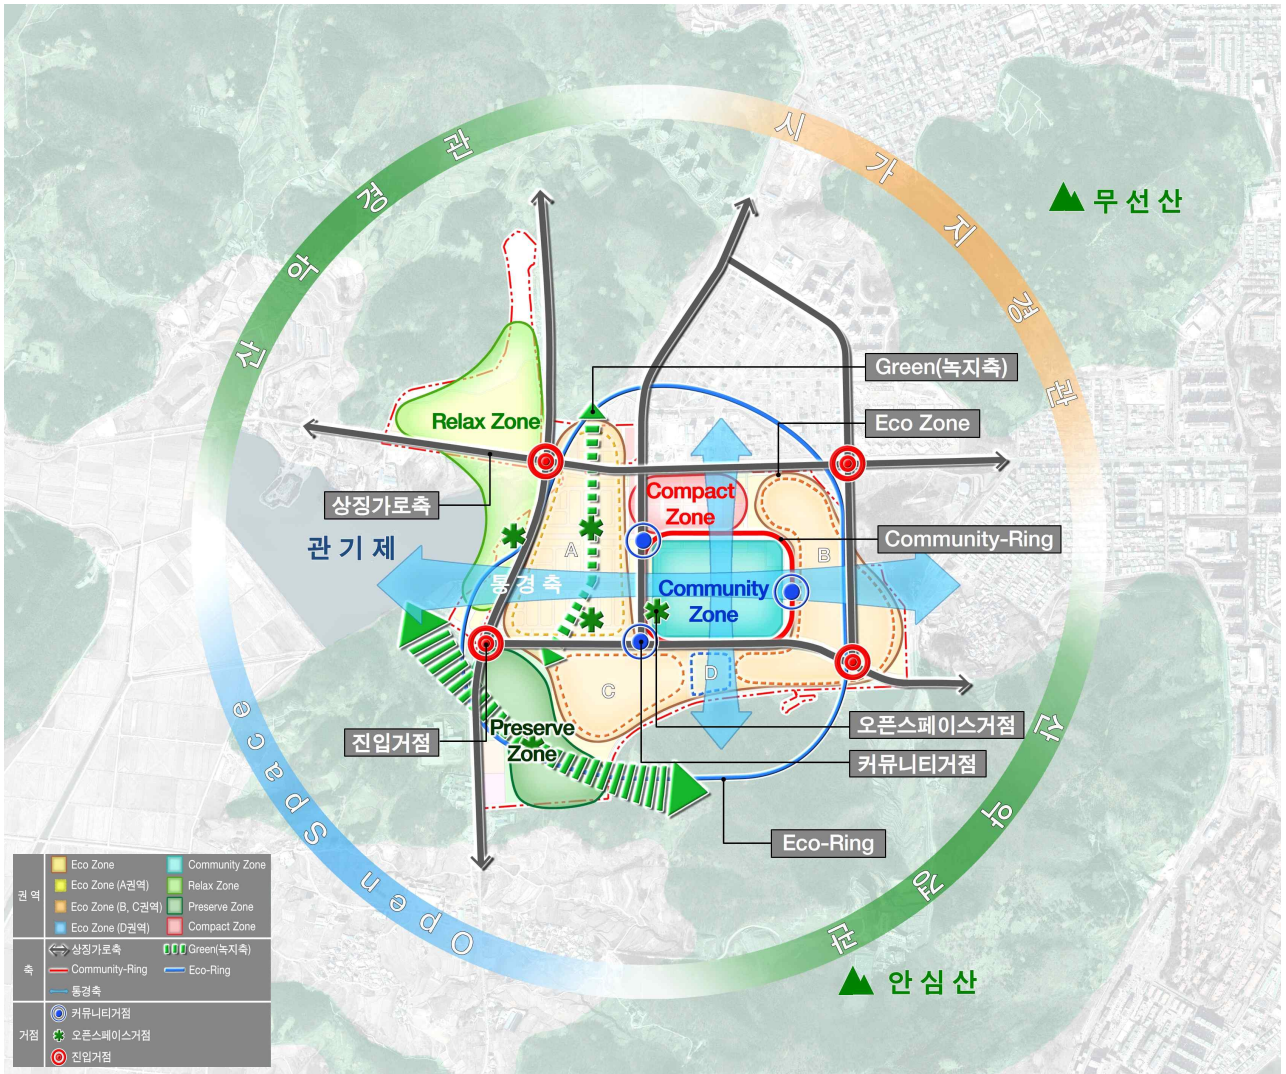 산악경관
시가지경관
무선산
Green(녹지축)
Relax Zone
Eco Zone
상징가로축
Compact
Zone
Community-Ring
관기제
A
B
통경축
Community
Zone
C
D
진입거점
Preserve
Zone
오픈스페이스거점
커뮤니티거점
Eco-Ring
Open Space
산악경관
안심산
권역
Eco Zone
Community Zone
Eco Zone (A권역)
Relax Zone
Eco Zone (B, C권역)
Preserve Zone
Eco Zone (D권역)
Compact Zone
축
상징가로축
Green(녹지축)
Community-Ring
Eco-Ring
통경축
거점
커뮤니티거점
오픈스페이스거점
진입거점